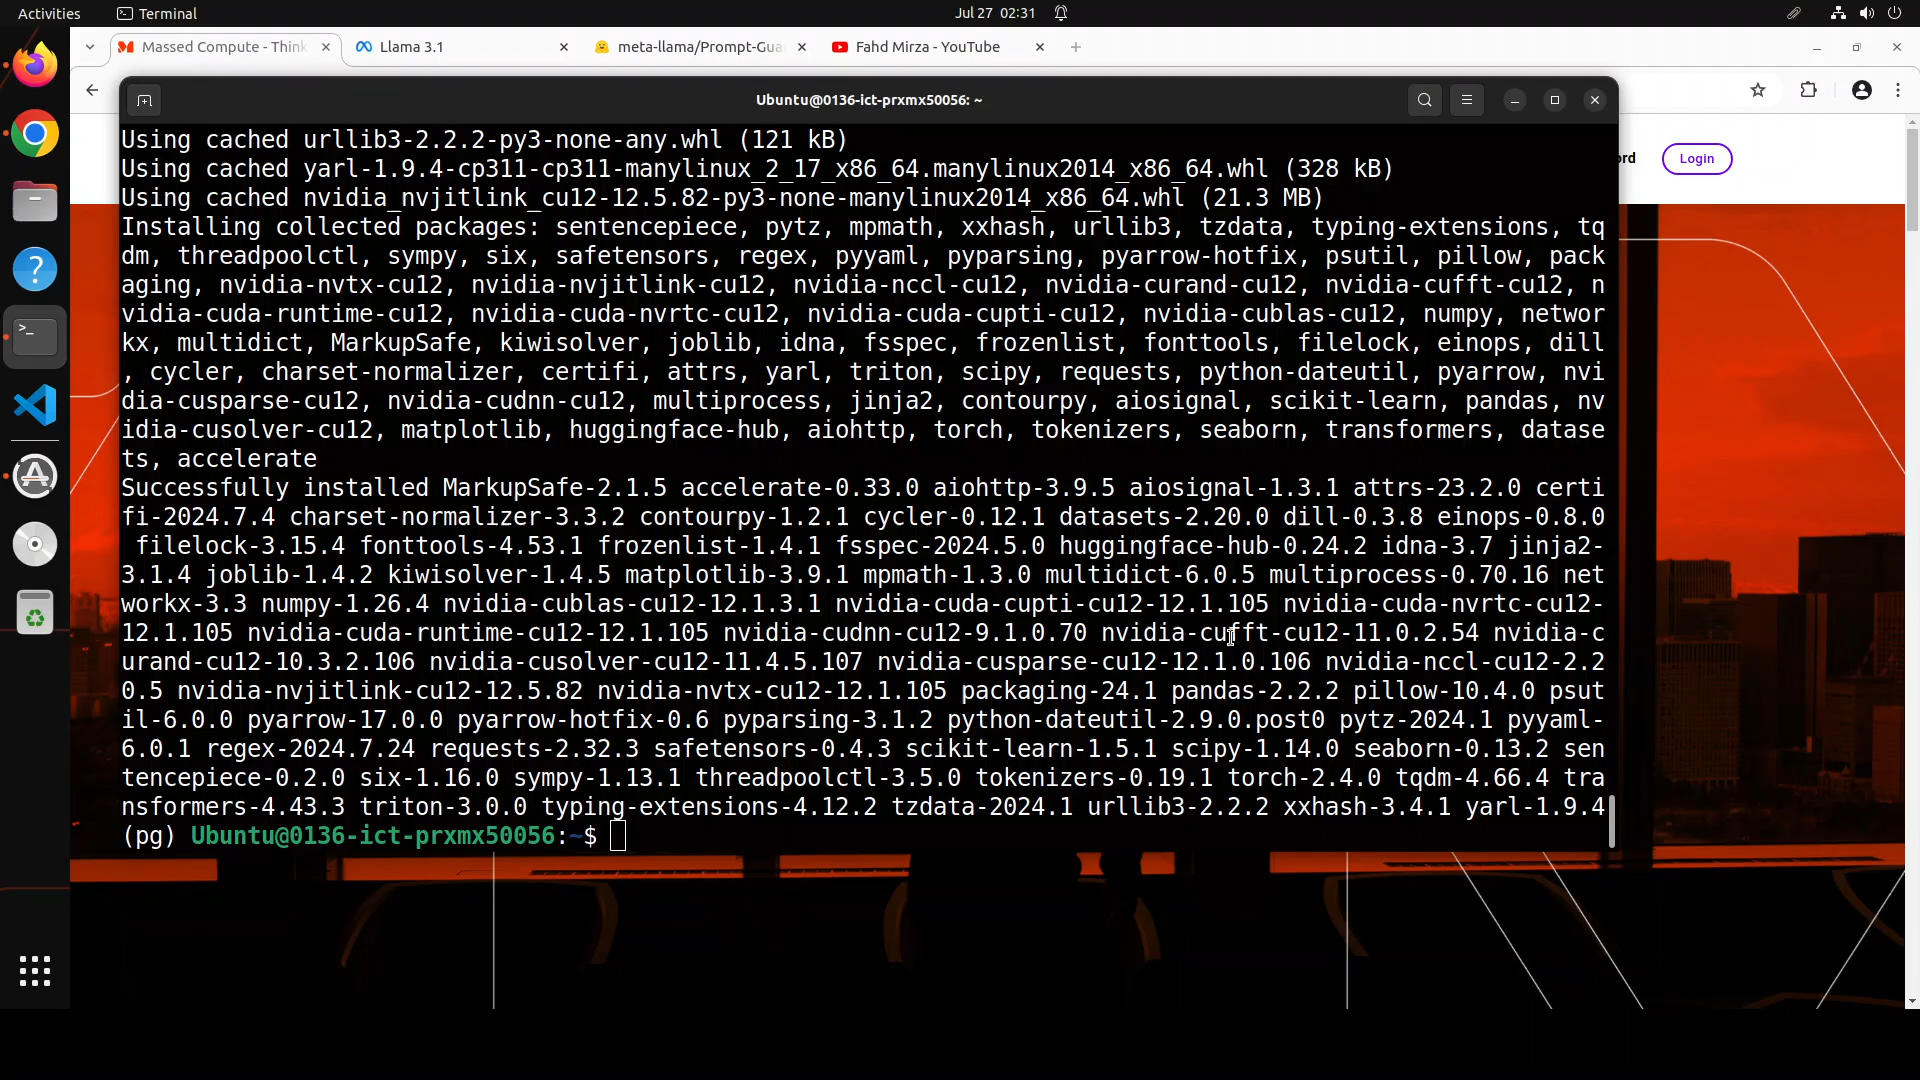 Activities Terminal Jul 27 02:31
Massed Compute - Think Llama 3.1 meta-llama/Prompt-Gua Fahd Mirza - YouTube
Ubuntu@0136-ict-prxmx50056: ~
Login
Using cached urllib3-2.2.2-py3-none-any.whl (121 kB)
Using cached yarl-1.9.4-cp311-cp311-manylinux_2_17_x86_64.manylinux2014_x86_64.whl (328 kB)
Using cached nvidia_nvjitlink_cu12-12.5.82-py3-none-manylinux2014_x86_64.whl (21.3 MB)
Installing collected packages: sentencepiece, pytz, mpmath, xxhash, urllib3, tzdata, typing-extensions, tq
dm, threadpoolctl, sympy, six, safetensors, regex, pyyaml, pyparsing, pyarrow-hotfix, psutil, pillow, pack
aging, nvidia-nvtx-cu12, nvidia-nvjitlink-cu12, nvidia-nccl-cu12, nvidia-curand-cu12, nvidia-cufft-cu12, n
vidia-cuda-runtime-cu12, nvidia-cuda-nvrtc-cu12, nvidia-cuda-cupti-cu12, nvidia-cublas-cu12, numpy, networ
kx, multidict, MarkupSafe, kiwisolver, joblib, idna, fsspec, frozenlist, fonttools, filelock, einops, dill
, cycler, charset-normalizer, certifi, attrs, yarl, triton, scipy, requests, python-dateutil, pyarrow, nvi
dia-cusparse-cu12, nvidia-cudnn-cu12, multiprocess, jinja2, contourpy, aiosignal, scikit-learn, pandas, nv
idia-cusolver-cu12, matplotlib, huggingface-hub, aiohttp, torch, tokenizers, seaborn, transformers, datase
ts, accelerate
Successfully installed MarkupSafe-2.1.5 accelerate-0.33.0 aiohttp-3.9.5 aiosignal-1.3.1 attrs-23.2.0 certi
fi-2024.7.4 charset-normalizer-3.3.2 contourpy-1.2.1 cycler-0.12.1 datasets-2.20.0 dill-0.3.8 einops-0.8.0
 filelock-3.15.4 fonttools-4.53.1 frozenlist-1.4.1 fsspec-2024.5.0 huggingface-hub-0.24.2 idna-3.7 jinja2-
3.1.4 joblib-1.4.2 kiwisolver-1.4.5 matplotlib-3.9.1 mpmath-1.3.0 multidict-6.0.5 multiprocess-0.70.16 net
workx-3.3 numpy-1.26.4 nvidia-cublas-cu12-12.1.3.1 nvidia-cuda-cupti-cu12-12.1.105 nvidia-cuda-nvrtc-cu12-
12.1.105 nvidia-cuda-runtime-cu12-12.1.105 nvidia-cudnn-cu12-9.1.0.70 nvidia-cufft-cu12-11.0.2.54 nvidia-c
urand-cu12-10.3.2.106 nvidia-cusolver-cu12-11.4.5.107 nvidia-cusparse-cu12-12.1.0.106 nvidia-nccl-cu12-2.2
0.5 nvidia-nvjitlink-cu12-12.5.82 nvidia-nvtx-cu12-12.1.105 packaging-24.1 pandas-2.2.2 pillow-10.4.0 psut
il-6.0.0 pyarrow-17.0.0 pyarrow-hotfix-0.6 pyparsing-3.1.2 python-dateutil-2.9.0.post0 pytz-2024.1 pyyaml-
6.0.1 regex-2024.7.24 requests-2.32.3 safetensors-0.4.3 scikit-learn-1.5.1 scipy-1.14.0 seaborn-0.13.2 sen
tencepiece-0.2.0 six-1.16.0 sympy-1.13.1 threadpoolctl-3.5.0 tokenizers-0.19.1 torch-2.4.0 tqdm-4.66.4 tra
nsformers-4.43.3 triton-3.0.0 typing-extensions-4.12.2 tzdata-2024.1 urllib3-2.2.2 xxhash-3.4.1 yarl-1.9.4
(pg) Ubuntu@0136-ict-prxmx50056:~$